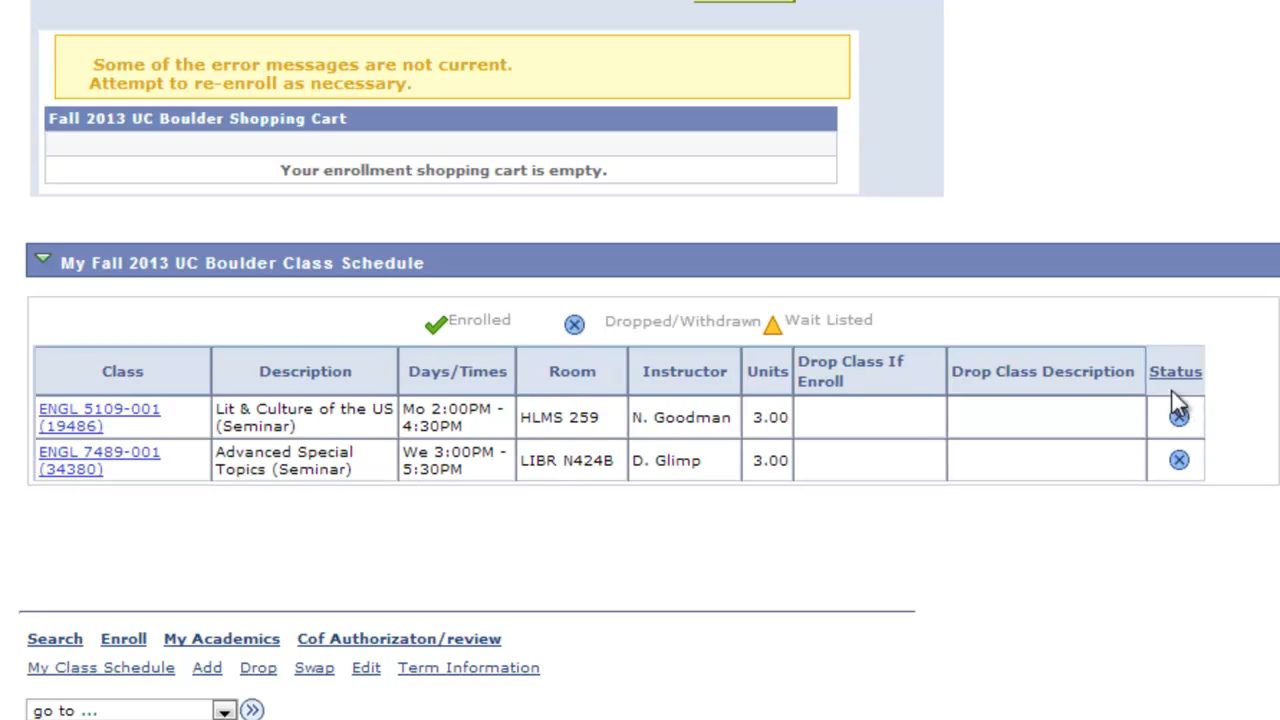 Some of the error messages are not current.
Attempt to re-enroll as necessary.
Fall 2013 UC Boulder Shopping Cart
Your enrollment shopping cart is empty.
My Fall 2013 UC Boulder Class Schedule
Enrolled Dropped/Withdrawn Wait Listed
Class Description Days/Times Room Instructor Units Drop Class If Enroll Drop Class Description Status
ENGL 5109-001 Lit & Culture of the US Mo 2:00PM -
(19486) (Seminar) 4:30PM HLMS 259 N. Goodman 3.00
ENGL 7489-001 Advanced Special We 3:00PM -
(34380) Topics (Seminar) 5:30PM LIBR N424B D. Glimp 3.00
Search Enroll My Academics Cof Authorizaton/review
My Class Schedule Add Drop Swap Edit Term Information
go to ...